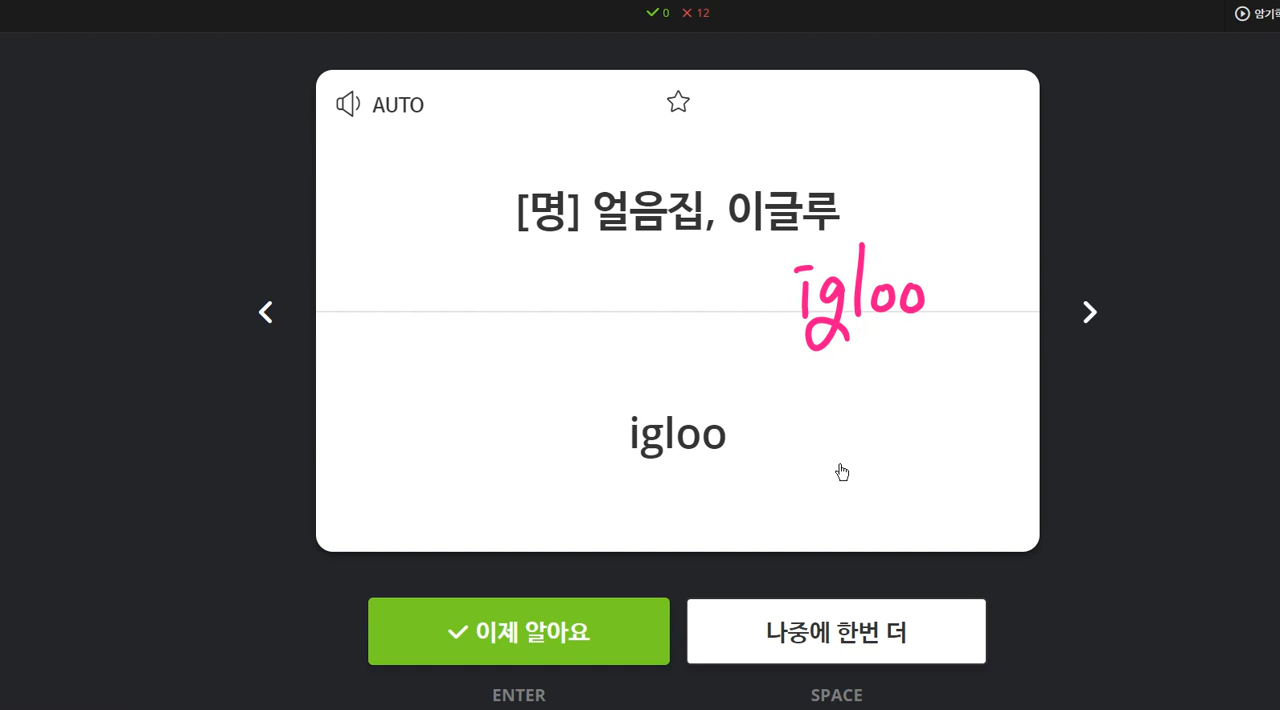 0 12
AUTO
[명] 얼음집, 이글루
igloo
igloo
이제 알아요 나중에 한번 더
ENTER SPACE